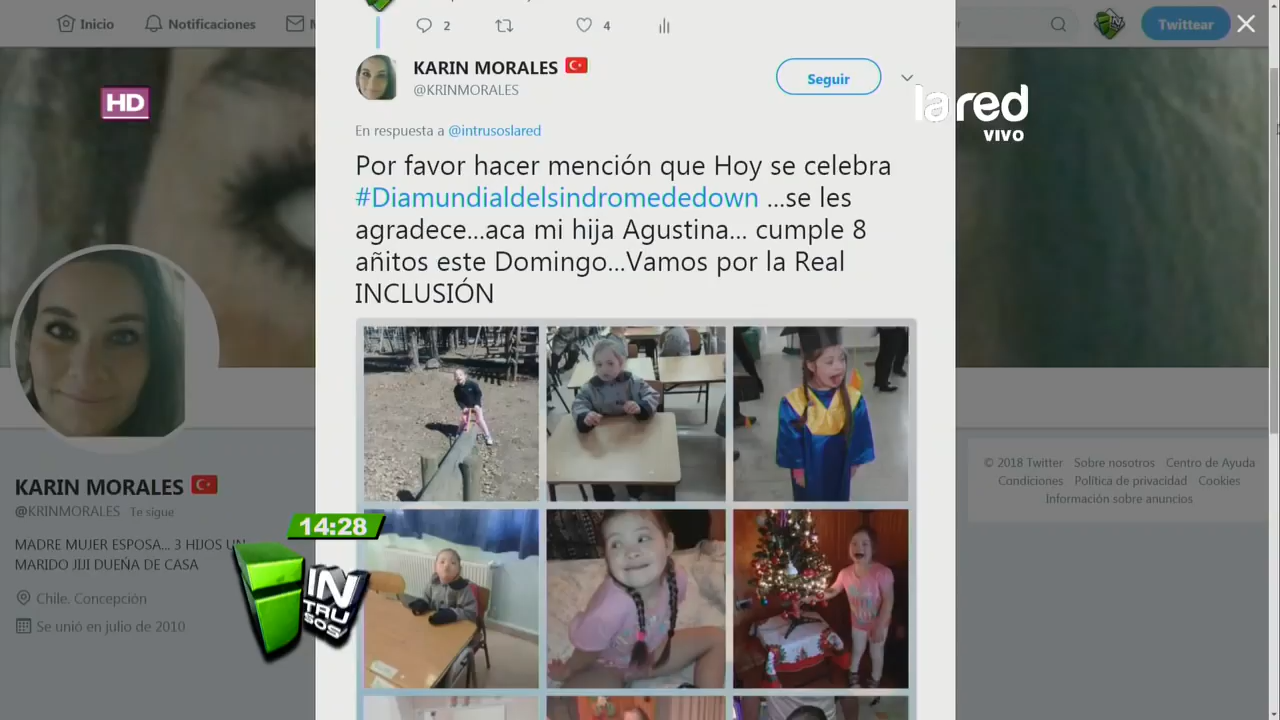 Inicio
Notificaciones
Twittear
2
4
KARIN MORALES
@KRINMORALES
Seguir
HD
la red
VIVO
En respuesta a @intrusoslared
Por favor hacer mención que Hoy se celebra
#Diamundialdelsindromededown ...se les
agradece...aca mi hija Agustina... cumple 8
añitos este Domingo...Vamos por la Real
INCLUSIÓN
KARIN MORALES
@KRINMORALES Te sigue
MADRE MUJER ESPOSA... 3 HIJOS UN
MARIDO JIJI DUEÑA DE CASA
Chile. Concepción
Se unió en julio de 2010
14:28
IN
TRU
SOS
© 2018 Twitter Sobre nosotros Centro de Ayuda
Condiciones Política de privacidad Cookies
Información sobre anuncios